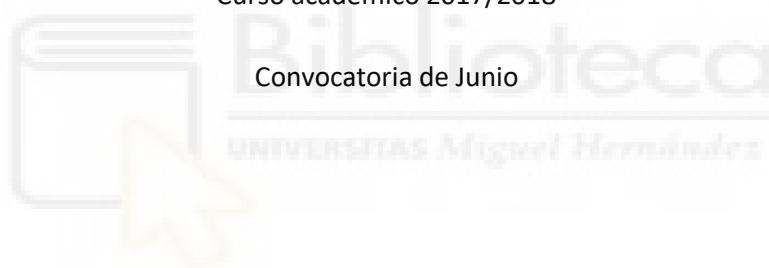 Curso académico 2017/2018
Biblioteca
Convocatoria de Junio
UNIVERSITAS Miguel Hernández